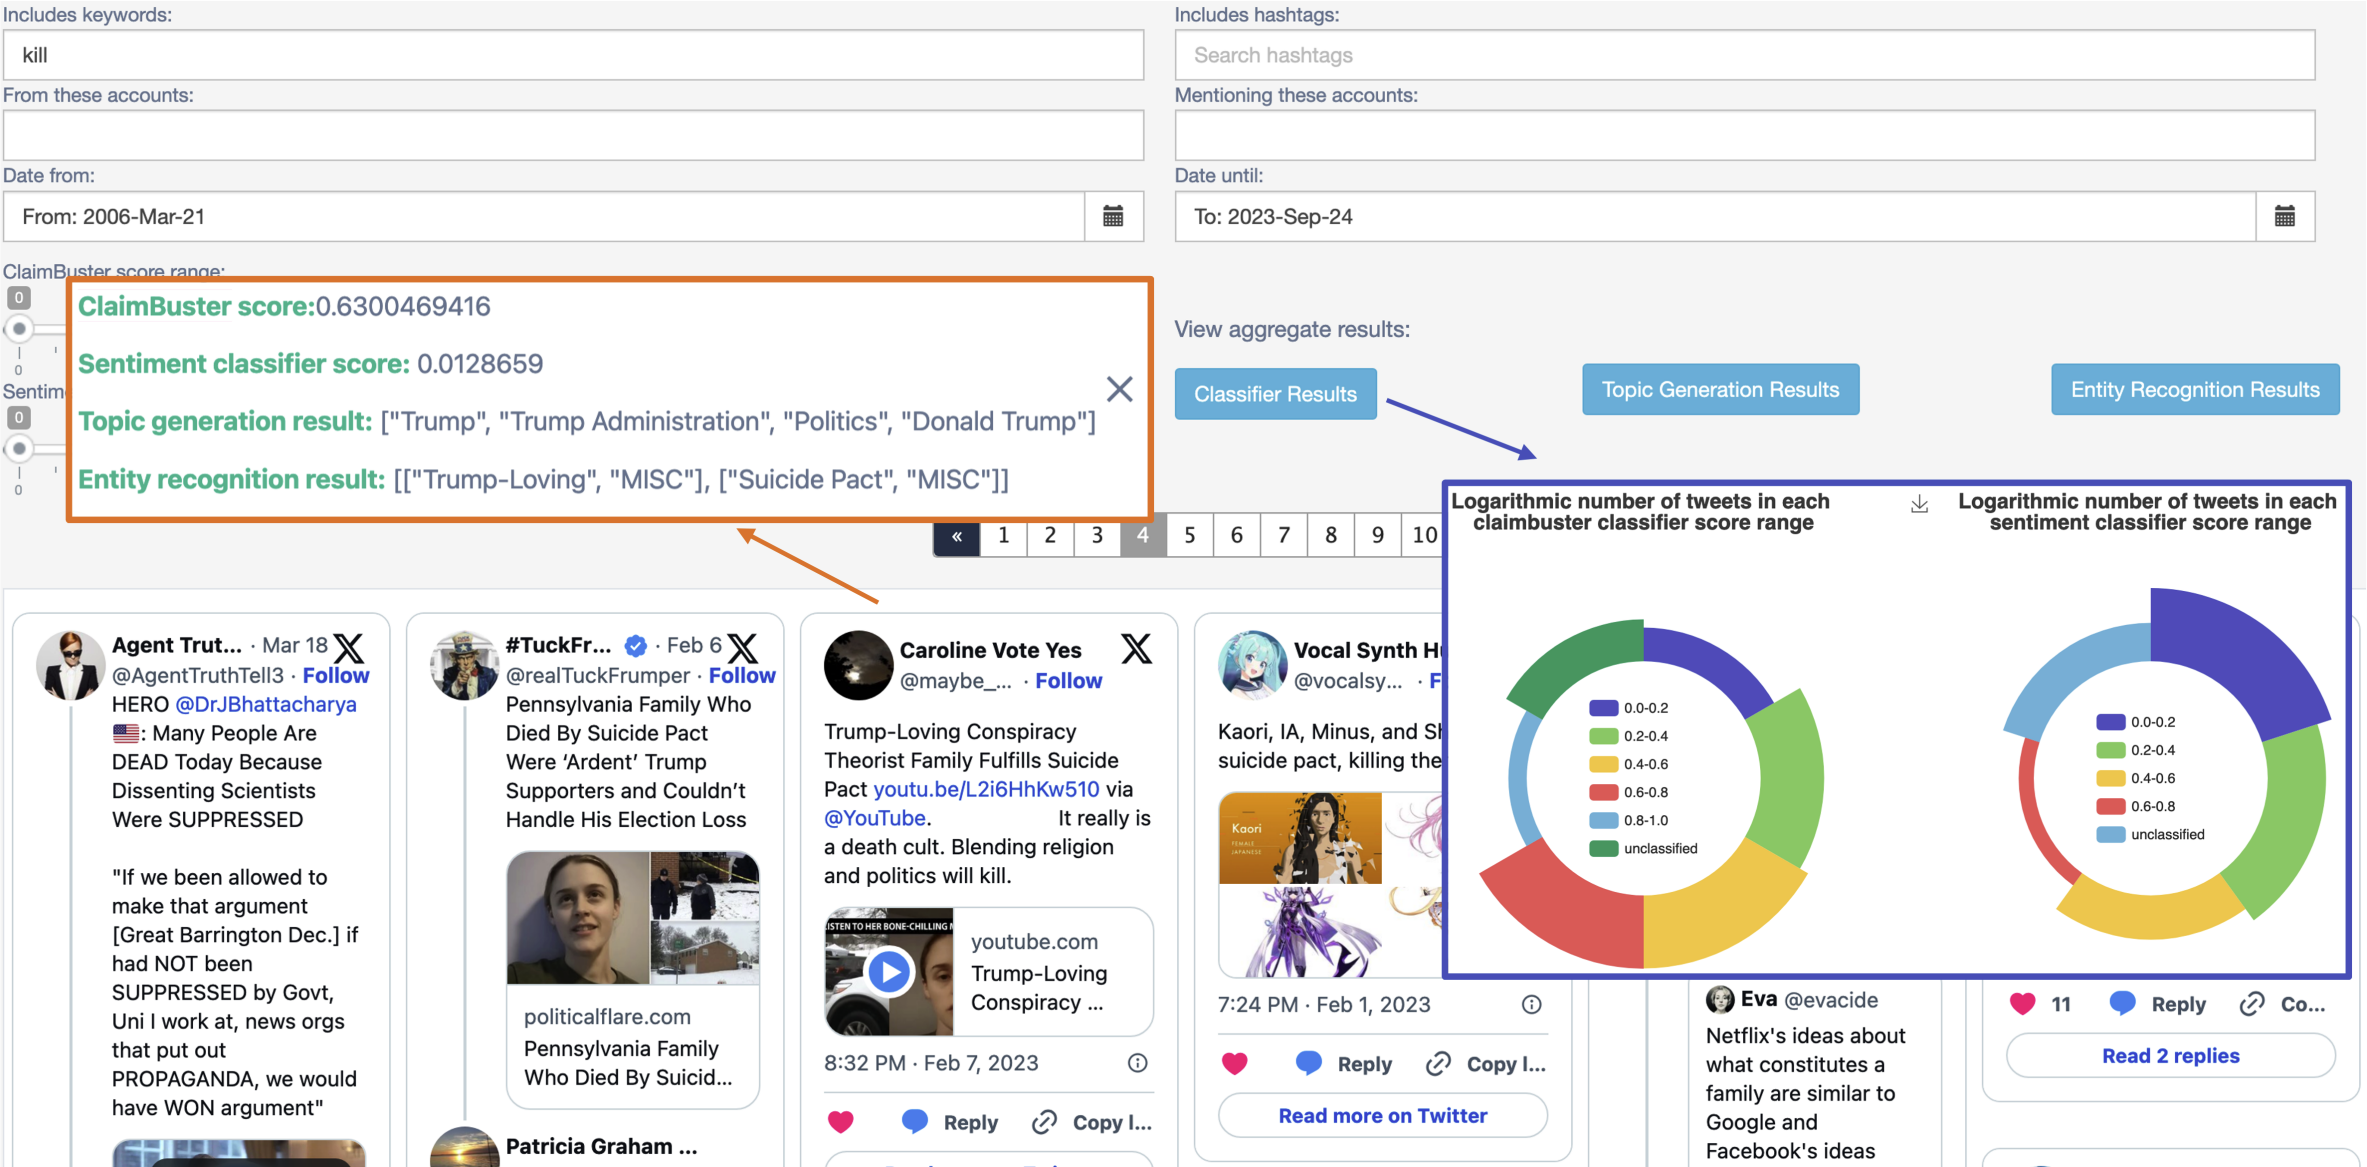 Includes keywords:
kill
Includes hashtags:
Search hashtags
From these accounts:
Mentioning these accounts:
Date from:
From: 2006-Mar-21
Date until:
To: 2023-Sep-24
ClaimBuster score range:
0
0
Sentim
0
0
ClaimBuster score:0.6300469416
Sentiment classifier score: 0.0128659
Topic generation result: ["Trump", "Trump Administration", "Politics", "Donald Trump"]
Entity recognition result: [["Trump-Loving", "MISC"], ["Suicide Pact", "MISC"]]
View aggregate results:
Classifier Results
Topic Generation Results
Entity Recognition Results
« 1 2 3 4 5 6 7 8 9 10
Logarithmic number of tweets in each
claimbuster classifier score range
0.0-0.2
0.2-0.4
0.4-0.6
0.6-0.8
0.8-1.0
unclassified
Logarithmic number of tweets in each
sentiment classifier score range
0.0-0.2
0.2-0.4
0.4-0.6
0.6-0.8
unclassified
Agent Trut... · Mar 18
@AgentTruthTell3 · Follow
HERO @DrJBhattacharya
: Many People Are
DEAD Today Because
Dissenting Scientists
Were SUPPRESSED
"If we been allowed to
make that argument
[Great Barrington Dec.] if
had NOT been
SUPPRESSED by Govt,
Uni I work at, news orgs
that put out
PROPAGANDA, we would
have WON argument"
#TuckFr... · Feb 6
@realTuckFrumper · Follow
Pennsylvania Family Who
Died By Suicide Pact
Were ‘Ardent’ Trump
Supporters and Couldn’t
Handle His Election Loss
politicalflare.com
Pennsylvania Family
Who Died By Suicid...
Patricia Graham ...
Caroline Vote Yes
@maybe_... · Follow
Trump-Loving Conspiracy
Theorist Family Fulfills Suicide
Pact youtu.be/L2i6HhKw510 via
@YouTube. It really is
a death cult. Blending religion
and politics will kill.
ISTEN TO HER BONE-CHILLING
youtube.com
Trump-Loving
Conspiracy ...
8:32 PM · Feb 7, 2023
Reply Copy l...
Vocal Synth H
@vocalsy... · F
Kaori, IA, Minus, and Sh
suicide pact, killing the
Kaori
FEMALE
JAPANESE
7:24 PM · Feb 1, 2023
Reply Copy l...
Read more on Twitter
Eva @evacide
Netflix's ideas about
what constitutes a
family are similar to
Google and
Facebook's ideas
11 Reply Co...
Read 2 replies